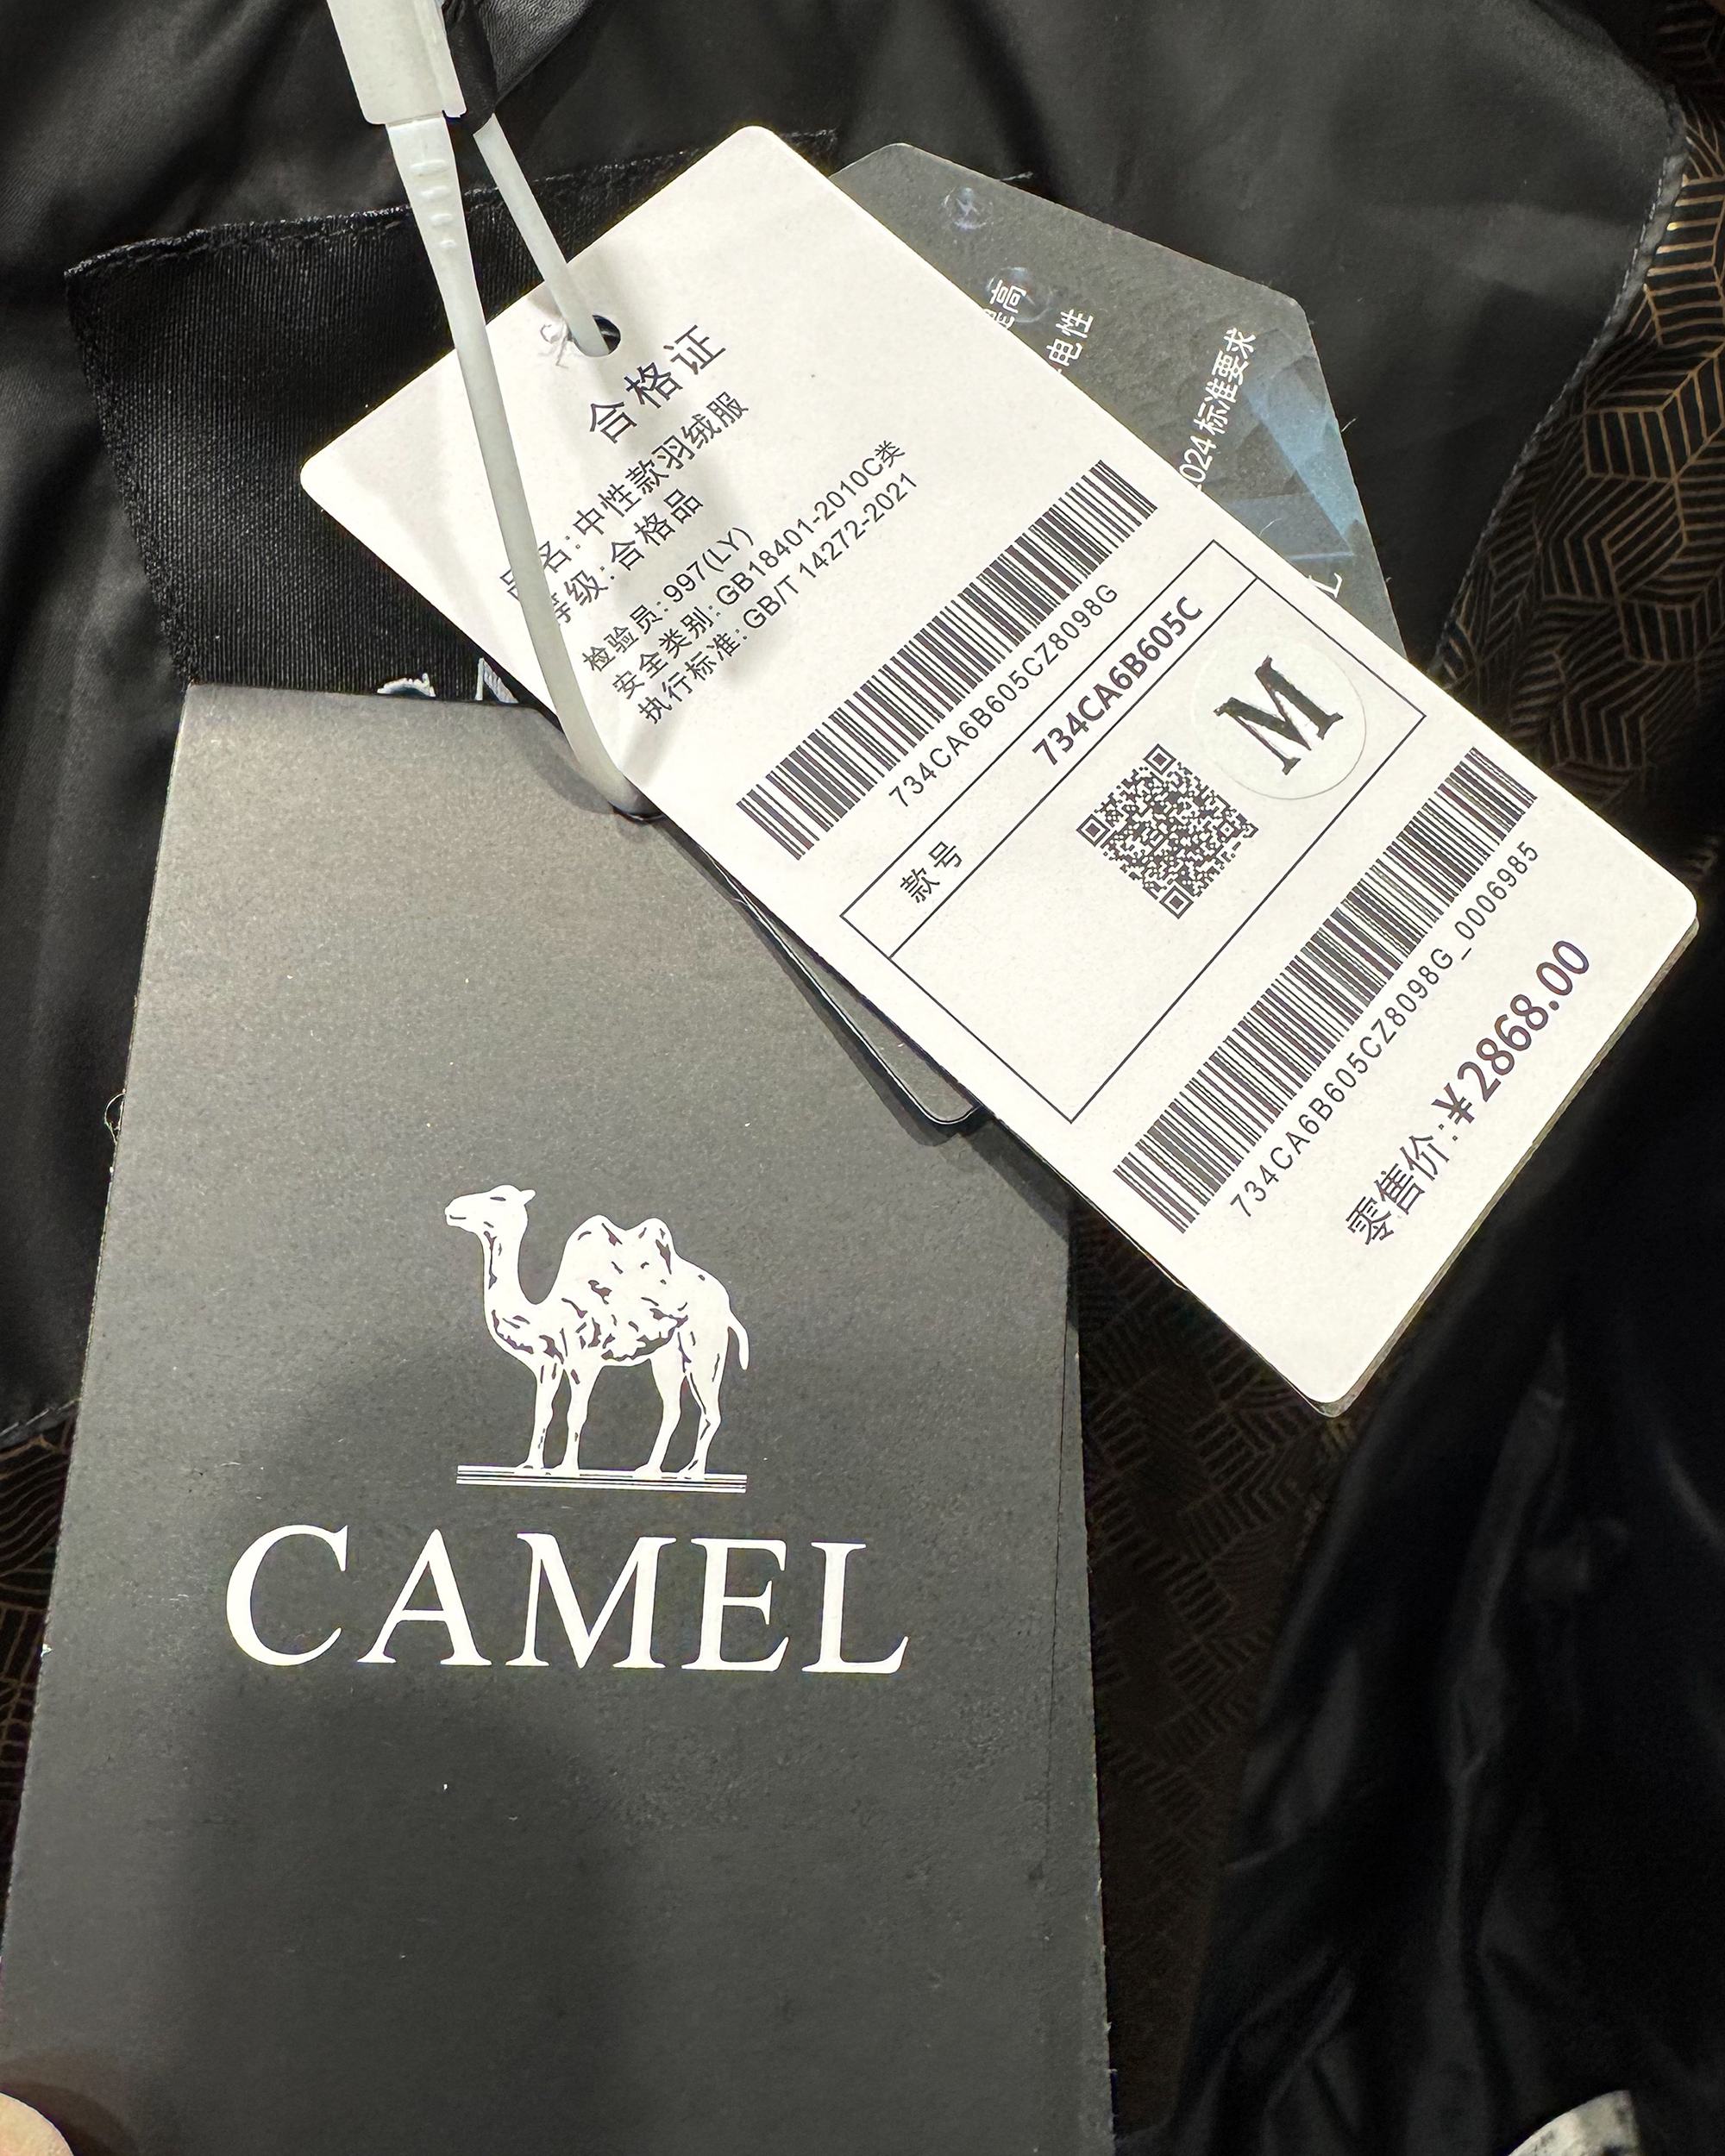 合格证
品名:中性款羽绒服
等级:合格品
检验员:997(LY)
安全类别:GB18401-2010C类
执行标准:GB/T 14272-2021
734CA6B605CZ8098G
款号 734CA6B605C
M
734CA6B605CZ8098G_0006985
零售价:¥2868.00
提高
电性
2024标准要求
CAMEL